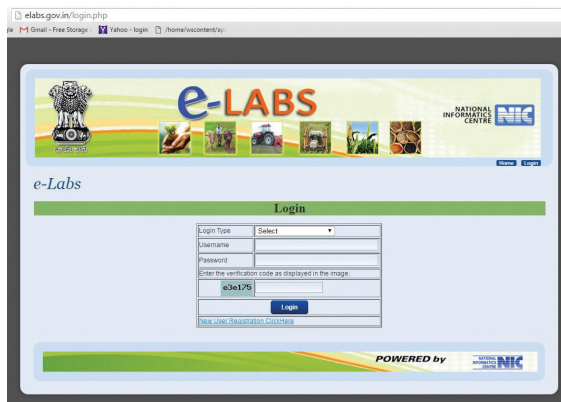 elabs.gov.in/login.php
gle Gmail - Free Storage Yahoo - login /home/wscontent/ap
e-LABS
NATIONAL
INFORMATICS
CENTRE
NIC
Home Login
e-Labs
Login
Login Type Select
Username
Password
Enter the verification code as displayed in the image:
e3e175
Login
New User Registration ClickHere
POWERED by
NATIONAL
INFORMATICS
CENTRE
NIC